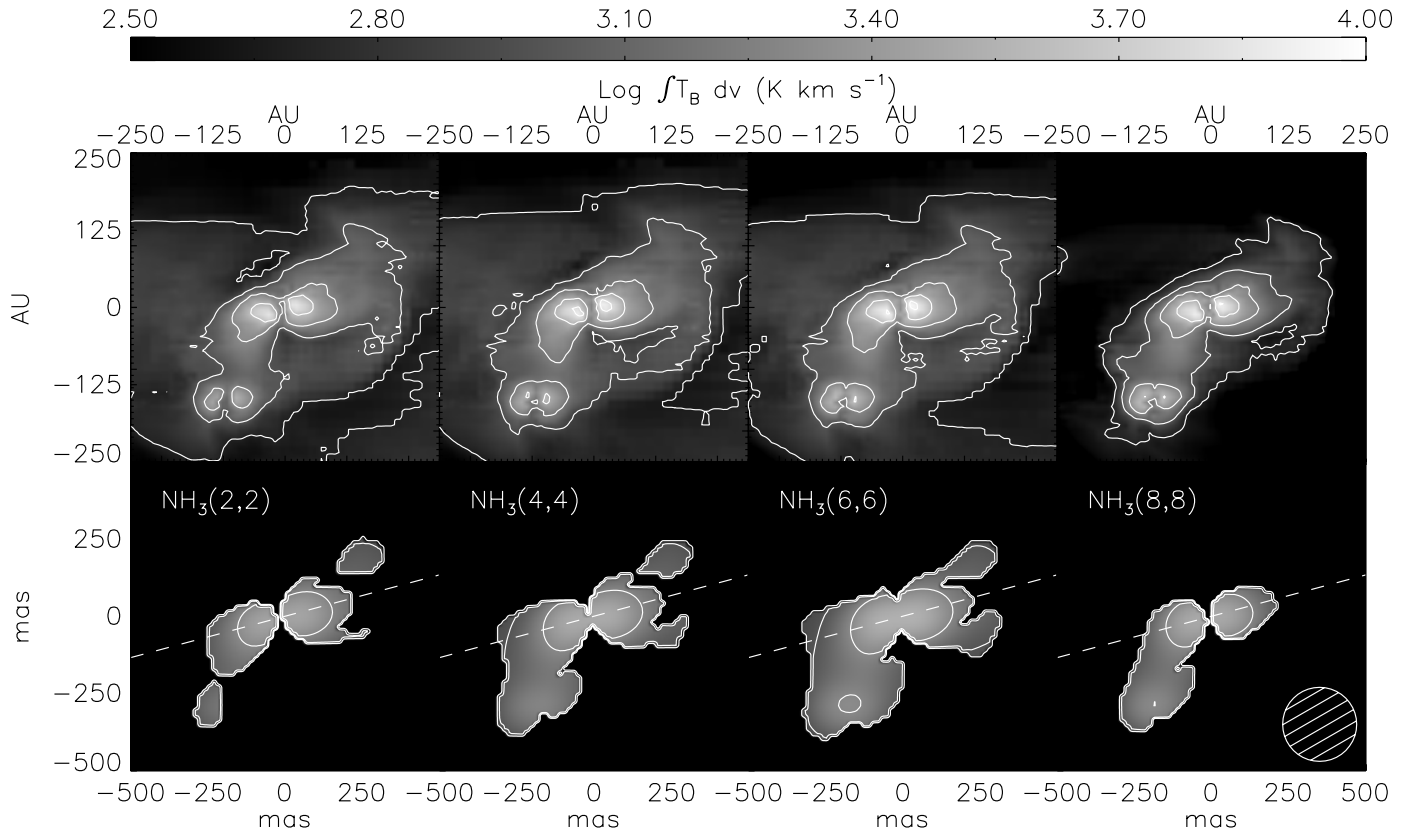 2.50 2.80 3.10 3.40 3.70 4.00
Log ∫T_B dv (K km s⁻¹)
AU AU AU AU
−250 −125 0 125 −250 −125 0 125 −250 −125 0 125 −250 −125 0 125 250
250
125
0
−125
−250
AU
NH₃(2,2) NH₃(4,4) NH₃(6,6) NH₃(8,8)
250
0
−250
−500
mas
−500 −250 0 250 −500 −250 0 250 −500 −250 0 250 −500 −250 0 250 500
mas mas mas mas